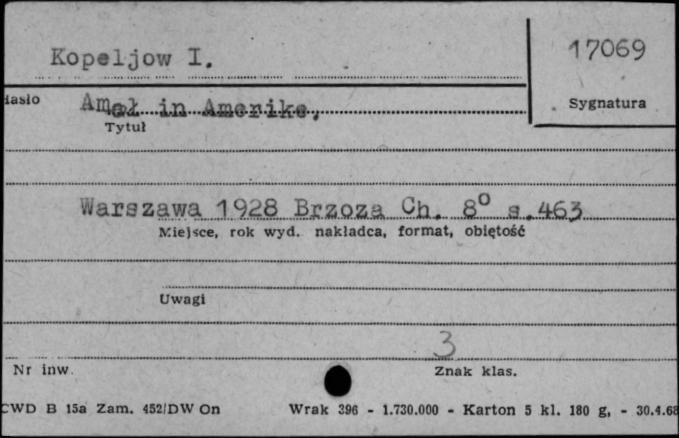 Kopeljow I.
17069
iasło
Amoł in Amerike.
Sygnatura
Tytuł
Warszawa 1928 Brzoza Ch. 8° s.463
Miejsce, rok wyd. nakładca, format, objętość
Uwagi
3
Nr inw.
Znak klas.
CWD B 15a Zam. 452/DW On
Wrak 396 - 1.730.000 - Karton 5 kl. 180 g, - 30.4.68